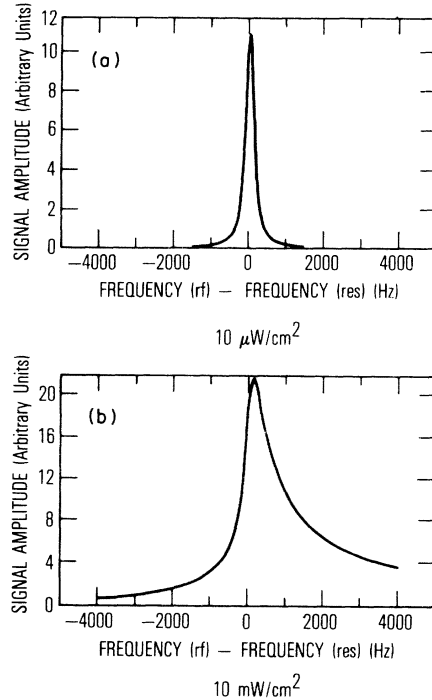 12
10
8
6
4
2
0
SIGNAL AMPLITUDE (Arbitrary Units)
(a)
−4000 −2000 0 2000 4000
FREQUENCY (rf) – FREQUENCY (res) (Hz)
10 μW/cm²
20
16
12
8
4
0
SIGNAL AMPLITUDE (Arbitrary Units)
(b)
−4000 −2000 0 2000 4000
FREQUENCY (rf) – FREQUENCY (res) (Hz)
10 mW/cm²